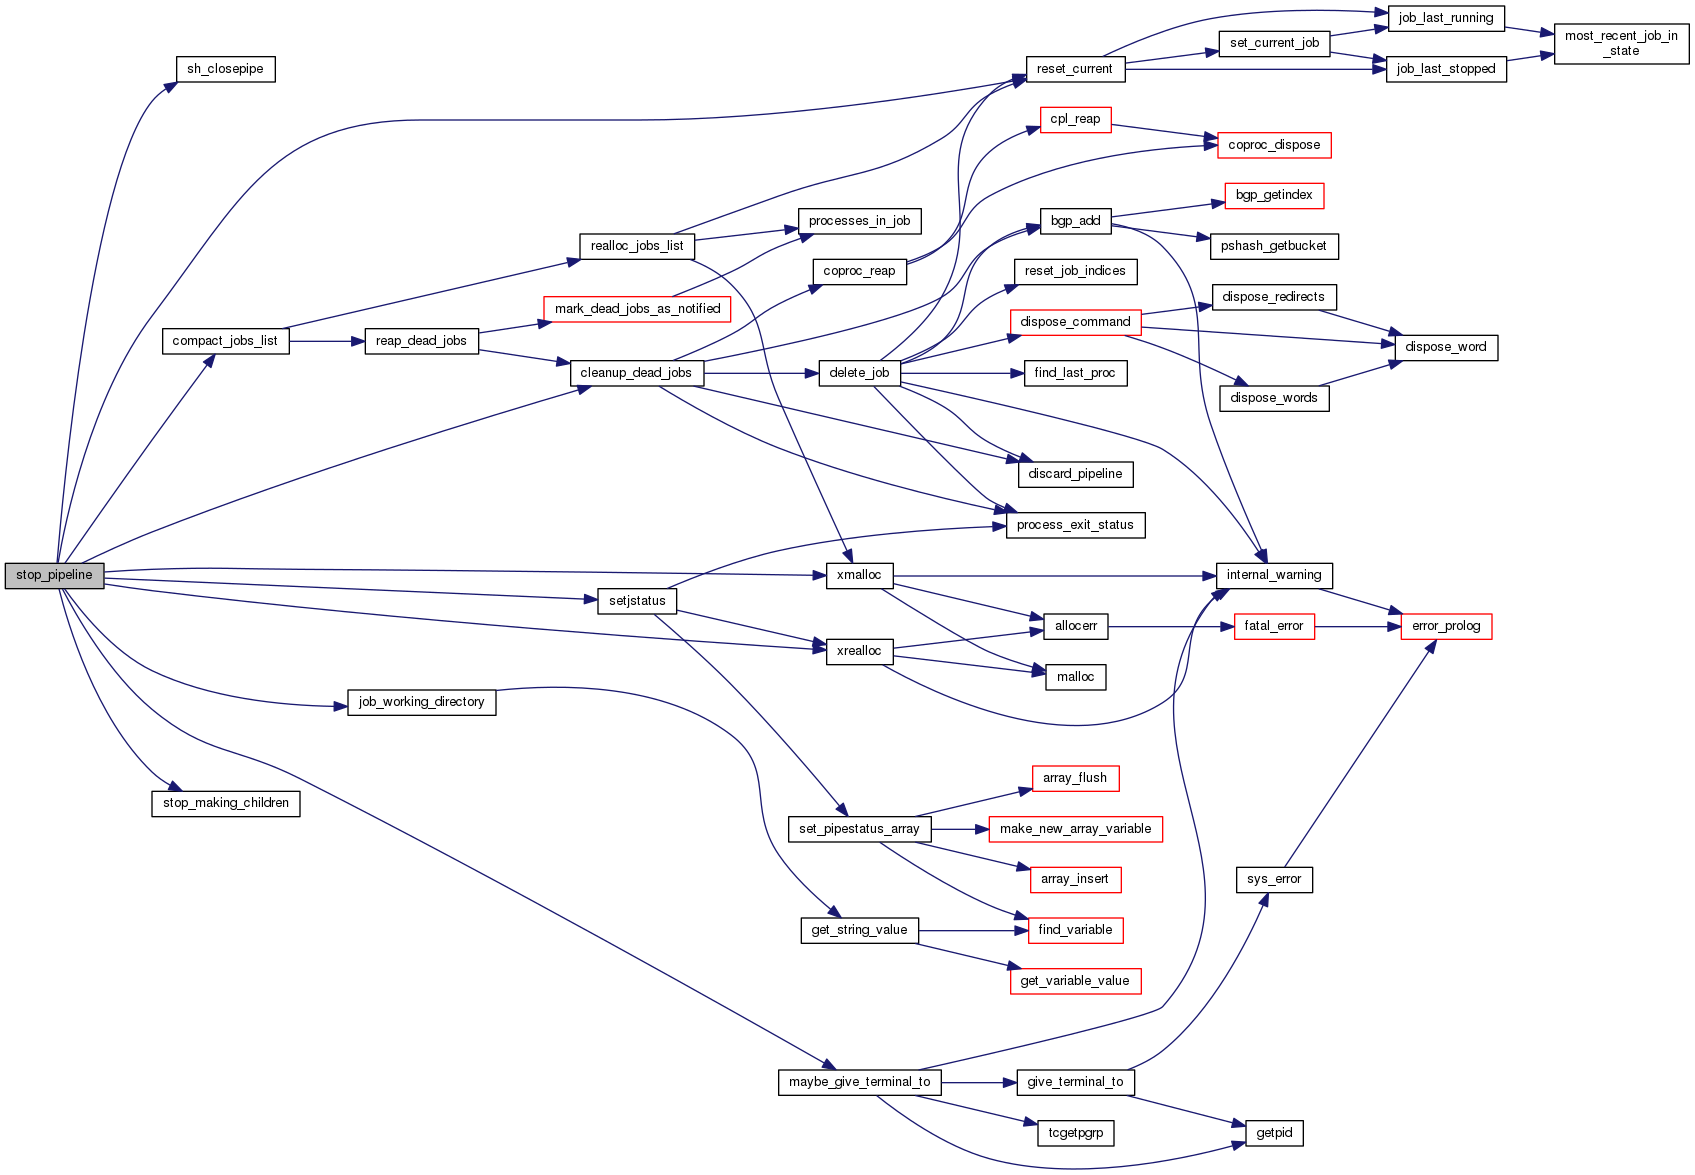 stop_pipeline
sh_closepipe
compact_jobs_list
realloc_jobs_list
reap_dead_jobs
mark_dead_jobs_as_notified
cleanup_dead_jobs
processes_in_job
coproc_reap
delete_job
reset_current
set_current_job
job_last_running
job_last_stopped
most_recent_job_in
_state
cpl_reap
coproc_dispose
bgp_add
bgp_getindex
pshash_getbucket
reset_job_indices
dispose_command
dispose_redirects
dispose_word
find_last_proc
dispose_words
discard_pipeline
process_exit_status
setjstatus
xmalloc
xrealloc
internal_warning
allocerr
fatal_error
error_prolog
malloc
job_working_directory
stop_making_children
set_pipestatus_array
array_flush
make_new_array_variable
array_insert
find_variable
get_string_value
get_variable_value
sys_error
maybe_give_terminal_to
give_terminal_to
tcgetpgrp
getpid